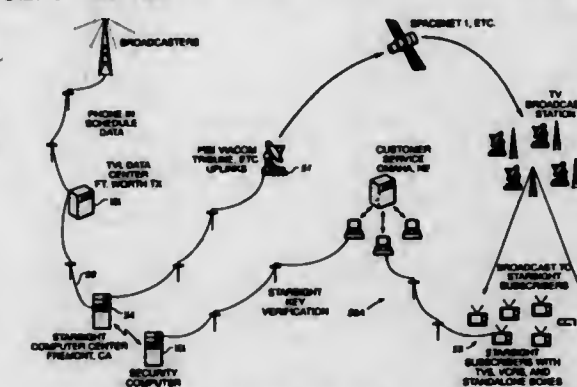 BROADCASTERS
SPACENET 1, ETC.
TV
BROADCAST
STATION
PHONE IN
SCHEDULE
DATA
PBS VIACOM
TRIBUNE, ETC
UPLINKS
CUSTOMER
SERVICE
OMAHA, NE
TVL DATA
CENTER
FT. WORTH TX
BROADCAST TO
STARSIGHT
SUBSCRIBERS
STARSIGHT
KEY
VERIFICATION
54
STARSIGHT
COMPUTER CENTER
FREMONT, CA
SECURITY
COMPUTER
STARSIGHT
SUBSCRIBERS WITH
TVS, VCRS, AND
STANDALONE BOXES